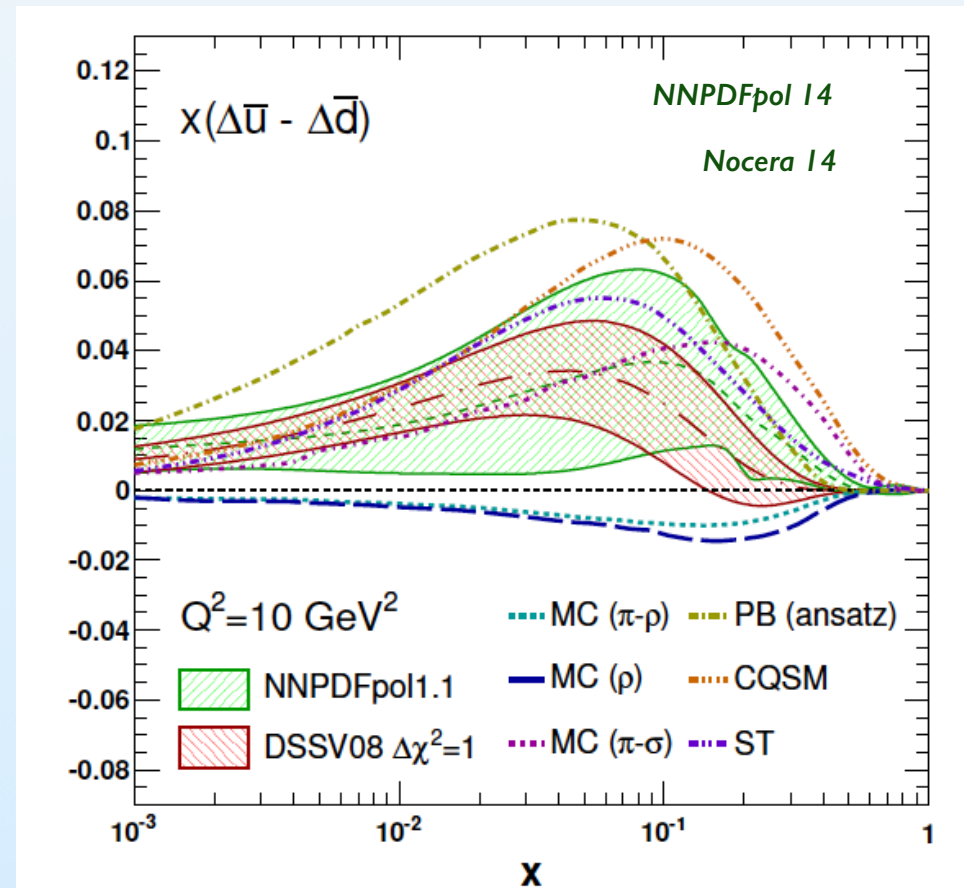 NNPDFpol 14
Nocera 14
x(Δu̅ - Δd̅)
0.12
0.1
0.08
0.06
0.04
0.02
0
-0.02
-0.04
-0.06
-0.08
Q²=10 GeV²
NNPDFpol1.1
DSSV08 Δχ²=1
MC (π-ρ)
MC (ρ)
MC (π-σ)
PB (ansatz)
CQSM
ST
10⁻³ 10⁻² 10⁻¹ 1
x